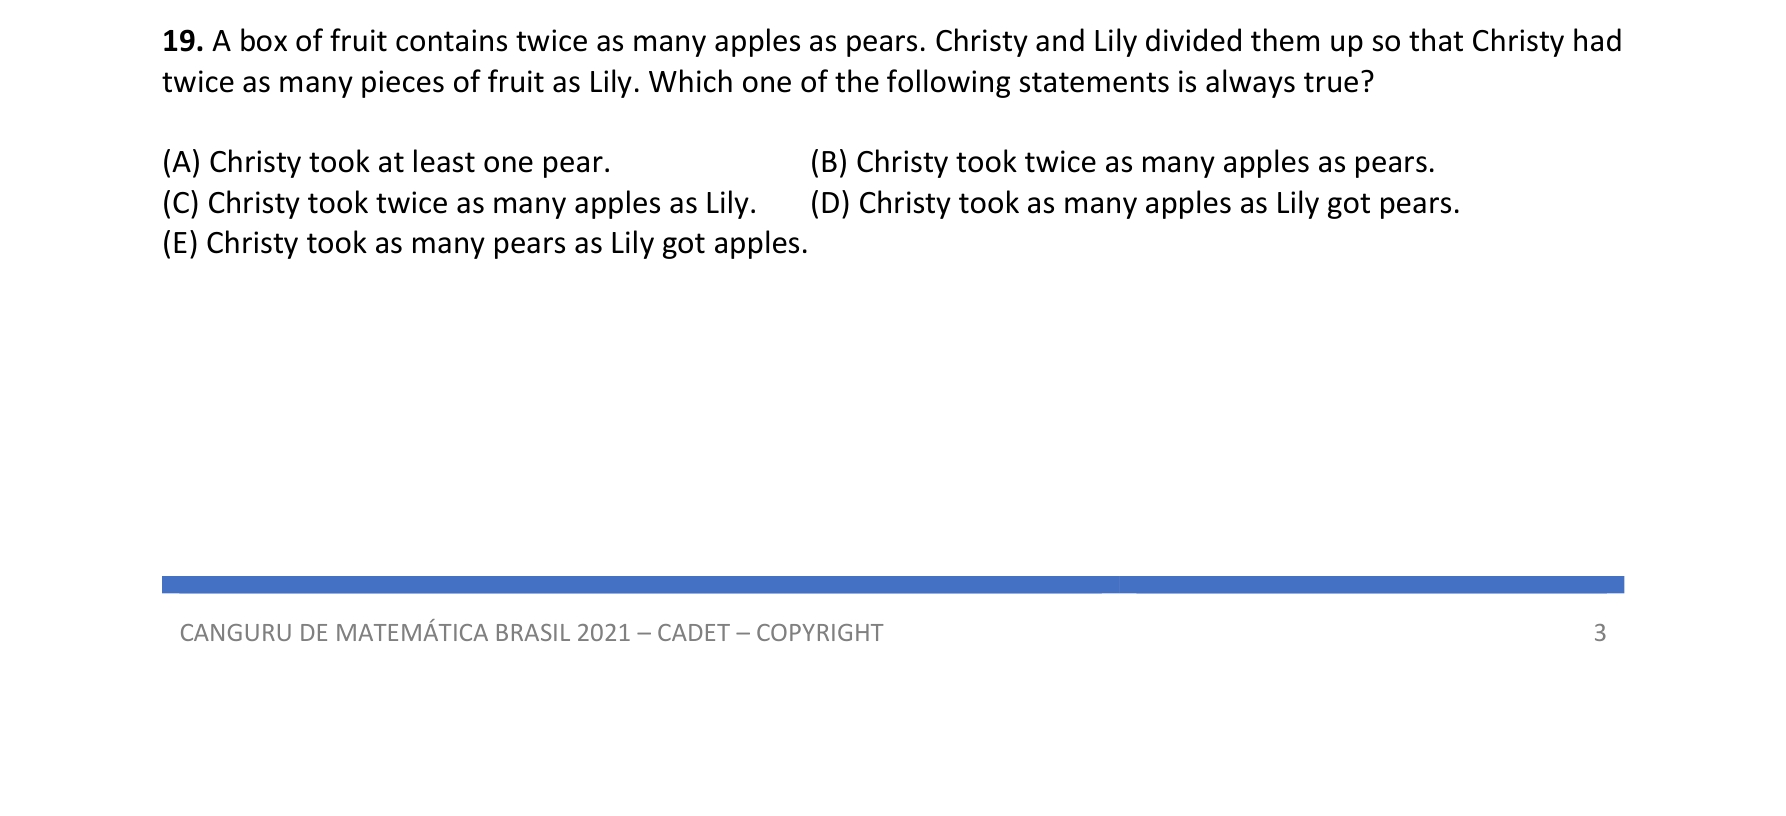 19. A box of fruit contains twice as many apples as pears. Christy and Lily divided them up so that Christy had
twice as many pieces of fruit as Lily. Which one of the following statements is always true?
(A) Christy took at least one pear. (B) Christy took twice as many apples as pears.
(C) Christy took twice as many apples as Lily. (D) Christy took as many apples as Lily got pears.
(E) Christy took as many pears as Lily got apples.
CANGURU DE MATEMÁTICA BRASIL 2021 – CADET – COPYRIGHT 3